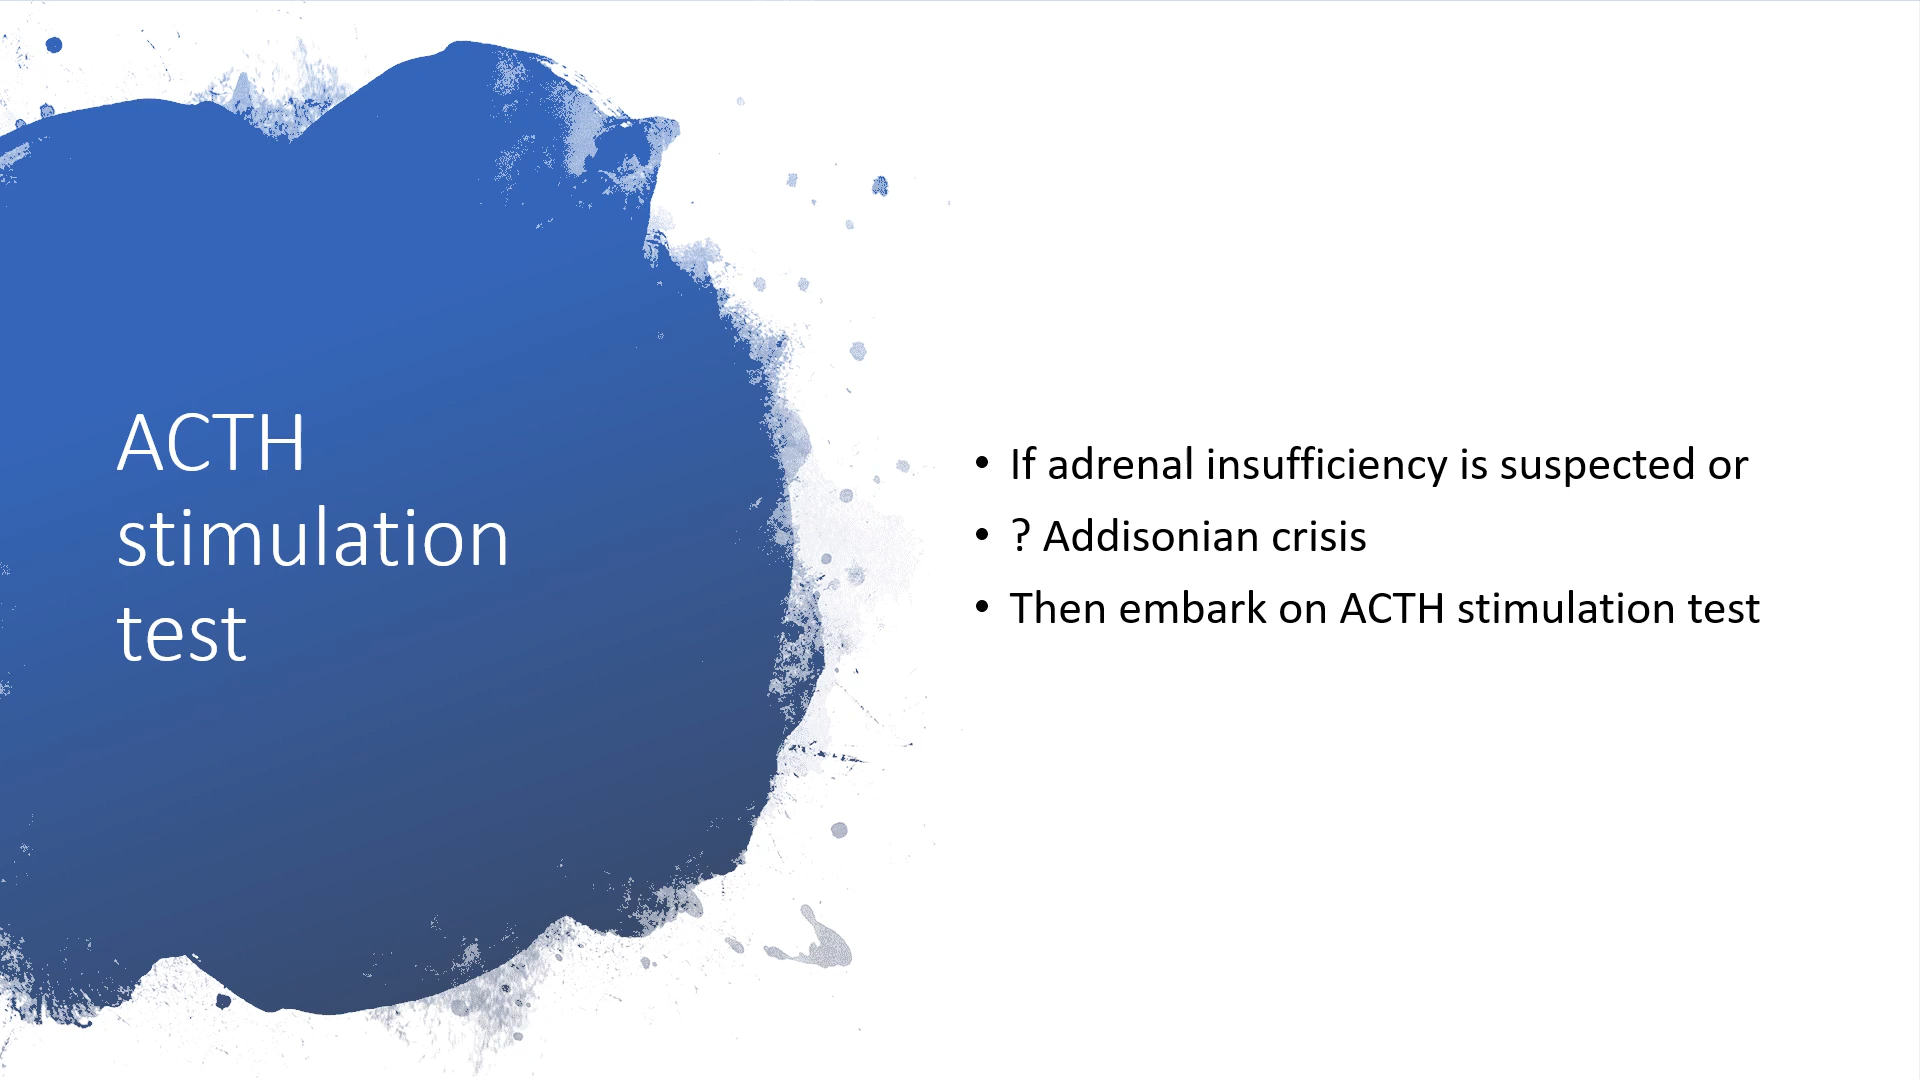 ACTH
stimulation
test
• If adrenal insufficiency is suspected or
• ? Addisonian crisis
• Then embark on ACTH stimulation test